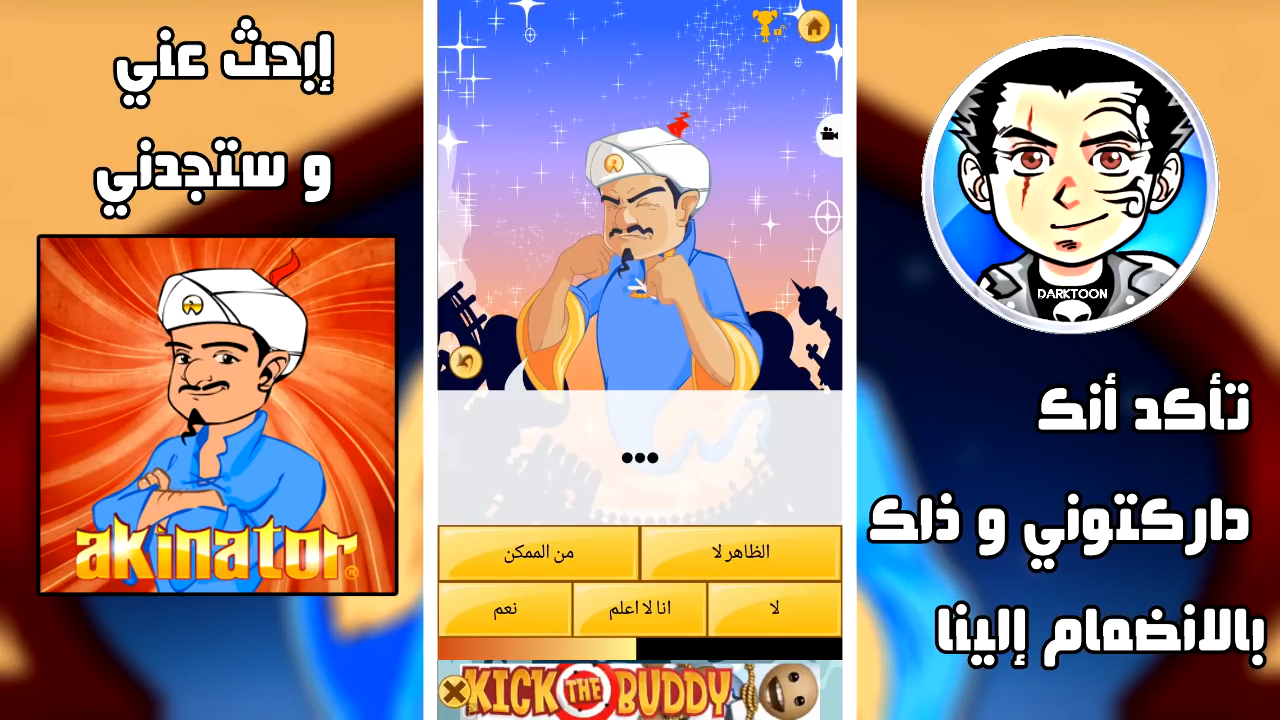 إبحث عني
و ستجدني
akinator®
...
الظاهر لا
من الممكن
لا
انا لا اعلم
نعم
KICK THE BUDDY
DARKTOON
تأكد أنك
داركتوني و ذلك
بالانضمام إلينا